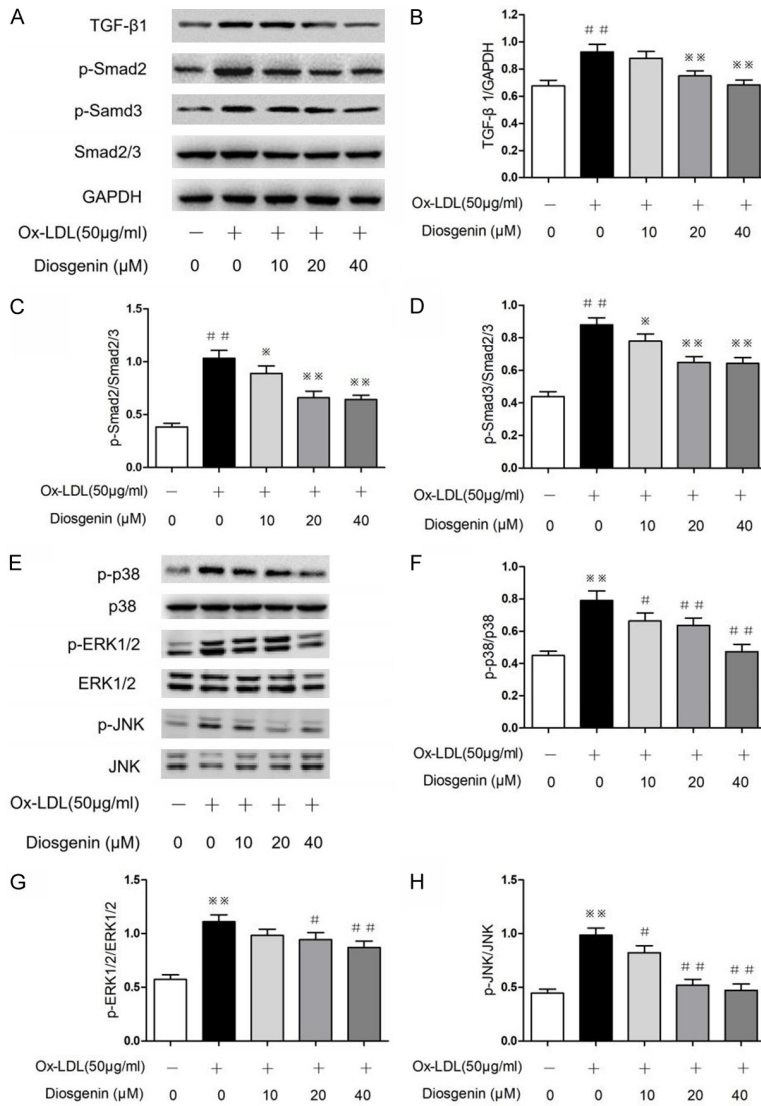 A
TGF-β1
p-Smad2
p-Samd3
Smad2/3
GAPDH
Ox-LDL(50μg/ml) — + + + +
Diosgenin (μM) 0 0 10 20 40
B
TGF-β 1/GAPDH
1.0
0.8
0.6
0.4
0.2
0.0
## ※※ ※※
Ox-LDL(50μg/ml) — + + + +
Diosgenin (μM) 0 0 10 20 40
C
p-Smad2/Smad2/3
1.5
1.0
0.5
0.0
## ※ ※※ ※※
Ox-LDL(50μg/ml) — + + + +
Diosgenin (μM) 0 0 10 20 40
D
p-Smad3/Smad2/3
1.0
0.8
0.6
0.4
0.2
0.0
## ※ ※※ ※※
Ox-LDL(50μg/ml) — + + + +
Diosgenin (μM) 0 0 10 20 40
E
p-p38
p38
p-ERK1/2
ERK1/2
p-JNK
JNK
Ox-LDL(50μg/ml) — + + + +
Diosgenin (μM) 0 0 10 20 40
F
p-p38/p38
0.8
0.6
0.4
0.2
0.0
※※ # ## ##
Ox-LDL(50μg/ml) — + + + +
Diosgenin (μM) 0 0 10 20 40
G
p-ERK1/2/ERK1/2
1.5
1.0
0.5
0.0
※※ # ##
Ox-LDL(50μg/ml) — + + + +
Diosgenin (μM) 0 0 10 20 40
H
p-JNK/JNK
1.5
1.0
0.5
0.0
※※ # ## ##
Ox-LDL(50μg/ml) — + + + +
Diosgenin (μM) 0 0 10 20 40